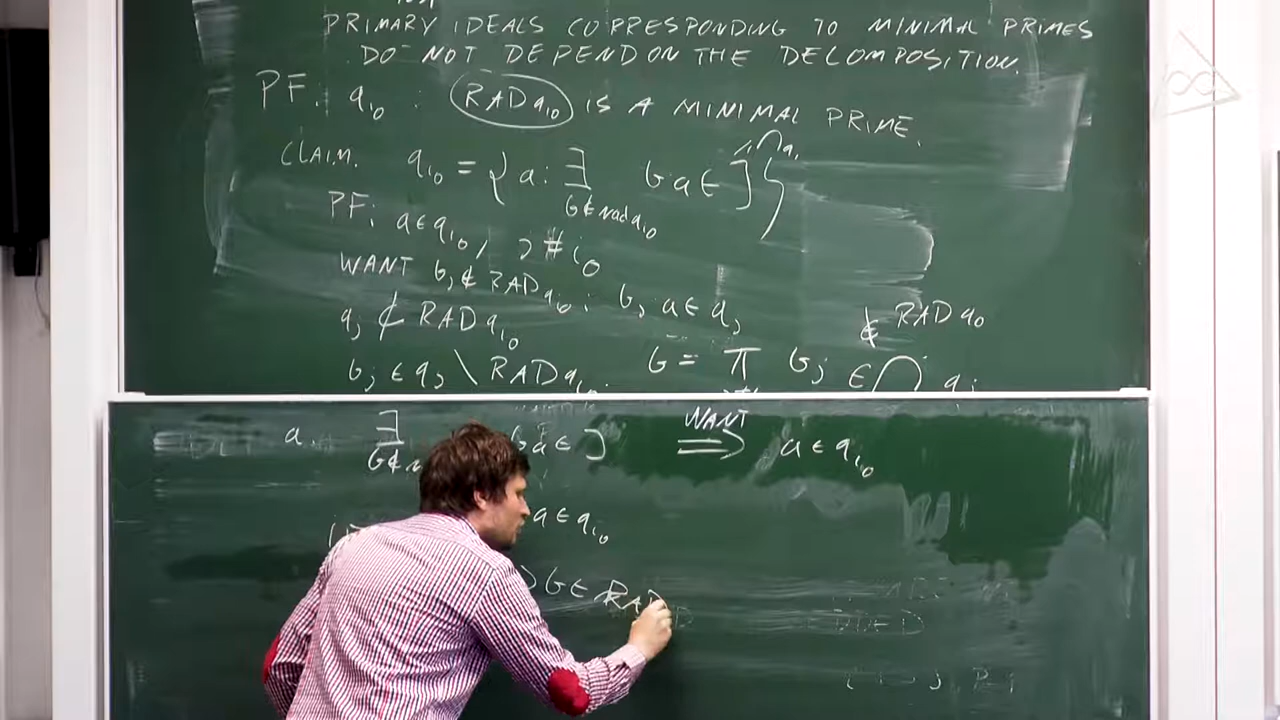 PRIMARY IDEALS CORRESPONDING TO MINIMAL PRIMES
DO NOT DEPEND ON THE DECOMPOSITION.
PF. q_{i_0} : RAD q_{i_0} IS A MINIMAL PRIME.
CLAIM. q_{i_0} = { a : ∃ b∉rad q_{i_0} ba ∈ J }
PF: a ∈ q_{i_0}, j ≠ i_0
WANT b_j ∉ RAD q_{i_0} : b_j a ∈ q_j
q_j ⊄ RAD q_{i_0}
b_j ∈ q_j \ RAD q_{i_0}. b = ∏ b_j ∈ ⋂ q_j
∉ RAD q_0
a. ∃ b∉ ba ∈ J WANT ⟹ a ∈ q_{i_0}
a ∈ q_{i_0}
b ∈ RAD